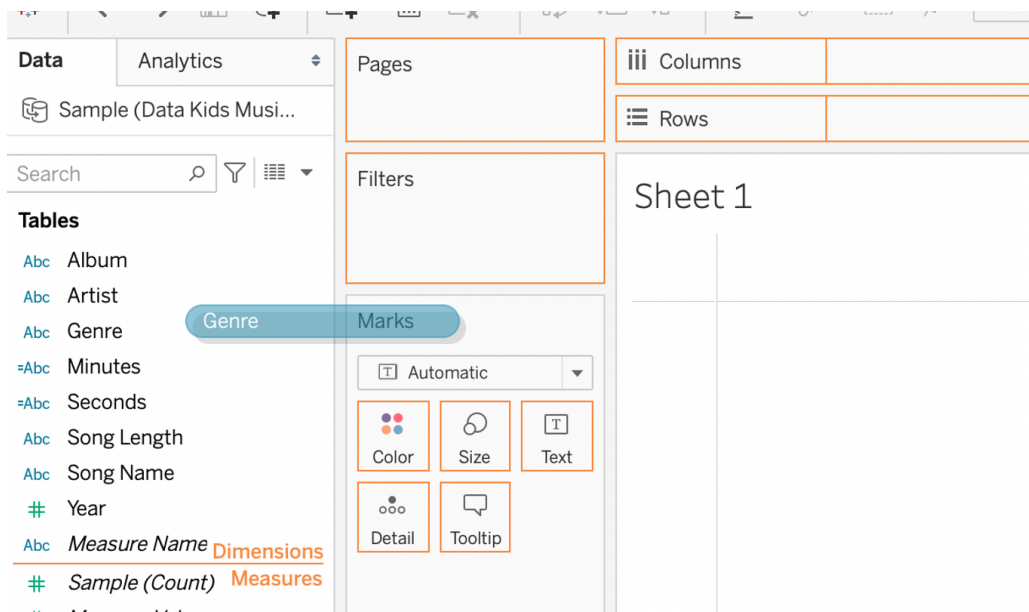 Data
Analytics
Sample (Data Kids Musi...
Search
Tables
Abc Album
Abc Artist
Abc Genre
=Abc Minutes
=Abc Seconds
Abc Song Length
Abc Song Name
# Year
Abc Measure Name
Dimensions
Measures
# Sample (Count)
Genre
Pages
Filters
Marks
T Automatic
Color
Size
T Text
Detail
Tooltip
Columns
Rows
Sheet 1